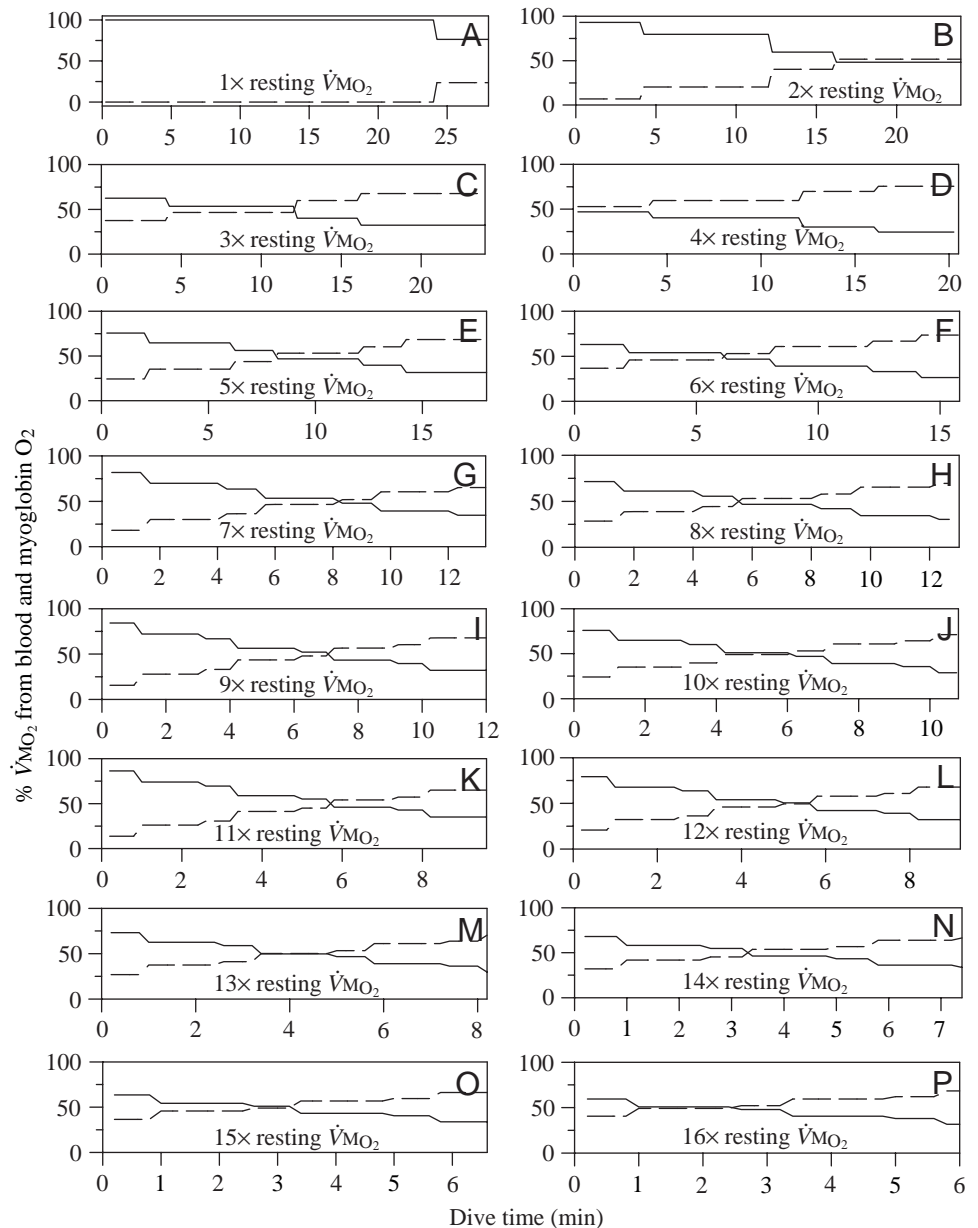 % V̇MO₂ from blood and myoglobin O₂
100
50
0
A
1× resting V̇MO₂
0 5 10 15 20 25
100
50
0
B
2× resting V̇MO₂
0 5 10 15 20
100
50
0
C
3× resting V̇MO₂
0 5 10 15 20
100
50
0
D
4× resting V̇MO₂
0 5 10 15 20
100
50
0
E
5× resting V̇MO₂
0 5 10 15
100
50
0
F
6× resting V̇MO₂
0 5 10 15
100
50
0
G
7× resting V̇MO₂
0 2 4 6 8 10 12
100
50
0
H
8× resting V̇MO₂
0 2 4 6 8 10 12
100
50
0
I
9× resting V̇MO₂
0 2 4 6 8 10 12
100
50
0
J
10× resting V̇MO₂
0 2 4 6 8 10
100
50
0
K
11× resting V̇MO₂
0 2 4 6 8
100
50
0
L
12× resting V̇MO₂
0 2 4 6 8
100
50
0
M
13× resting V̇MO₂
0 2 4 6 8
100
50
0
N
14× resting V̇MO₂
0 1 2 3 4 5 6 7
100
50
0
O
15× resting V̇MO₂
0 1 2 3 4 5 6
100
50
0
P
16× resting V̇MO₂
0 1 2 3 4 5 6
Dive time (min)